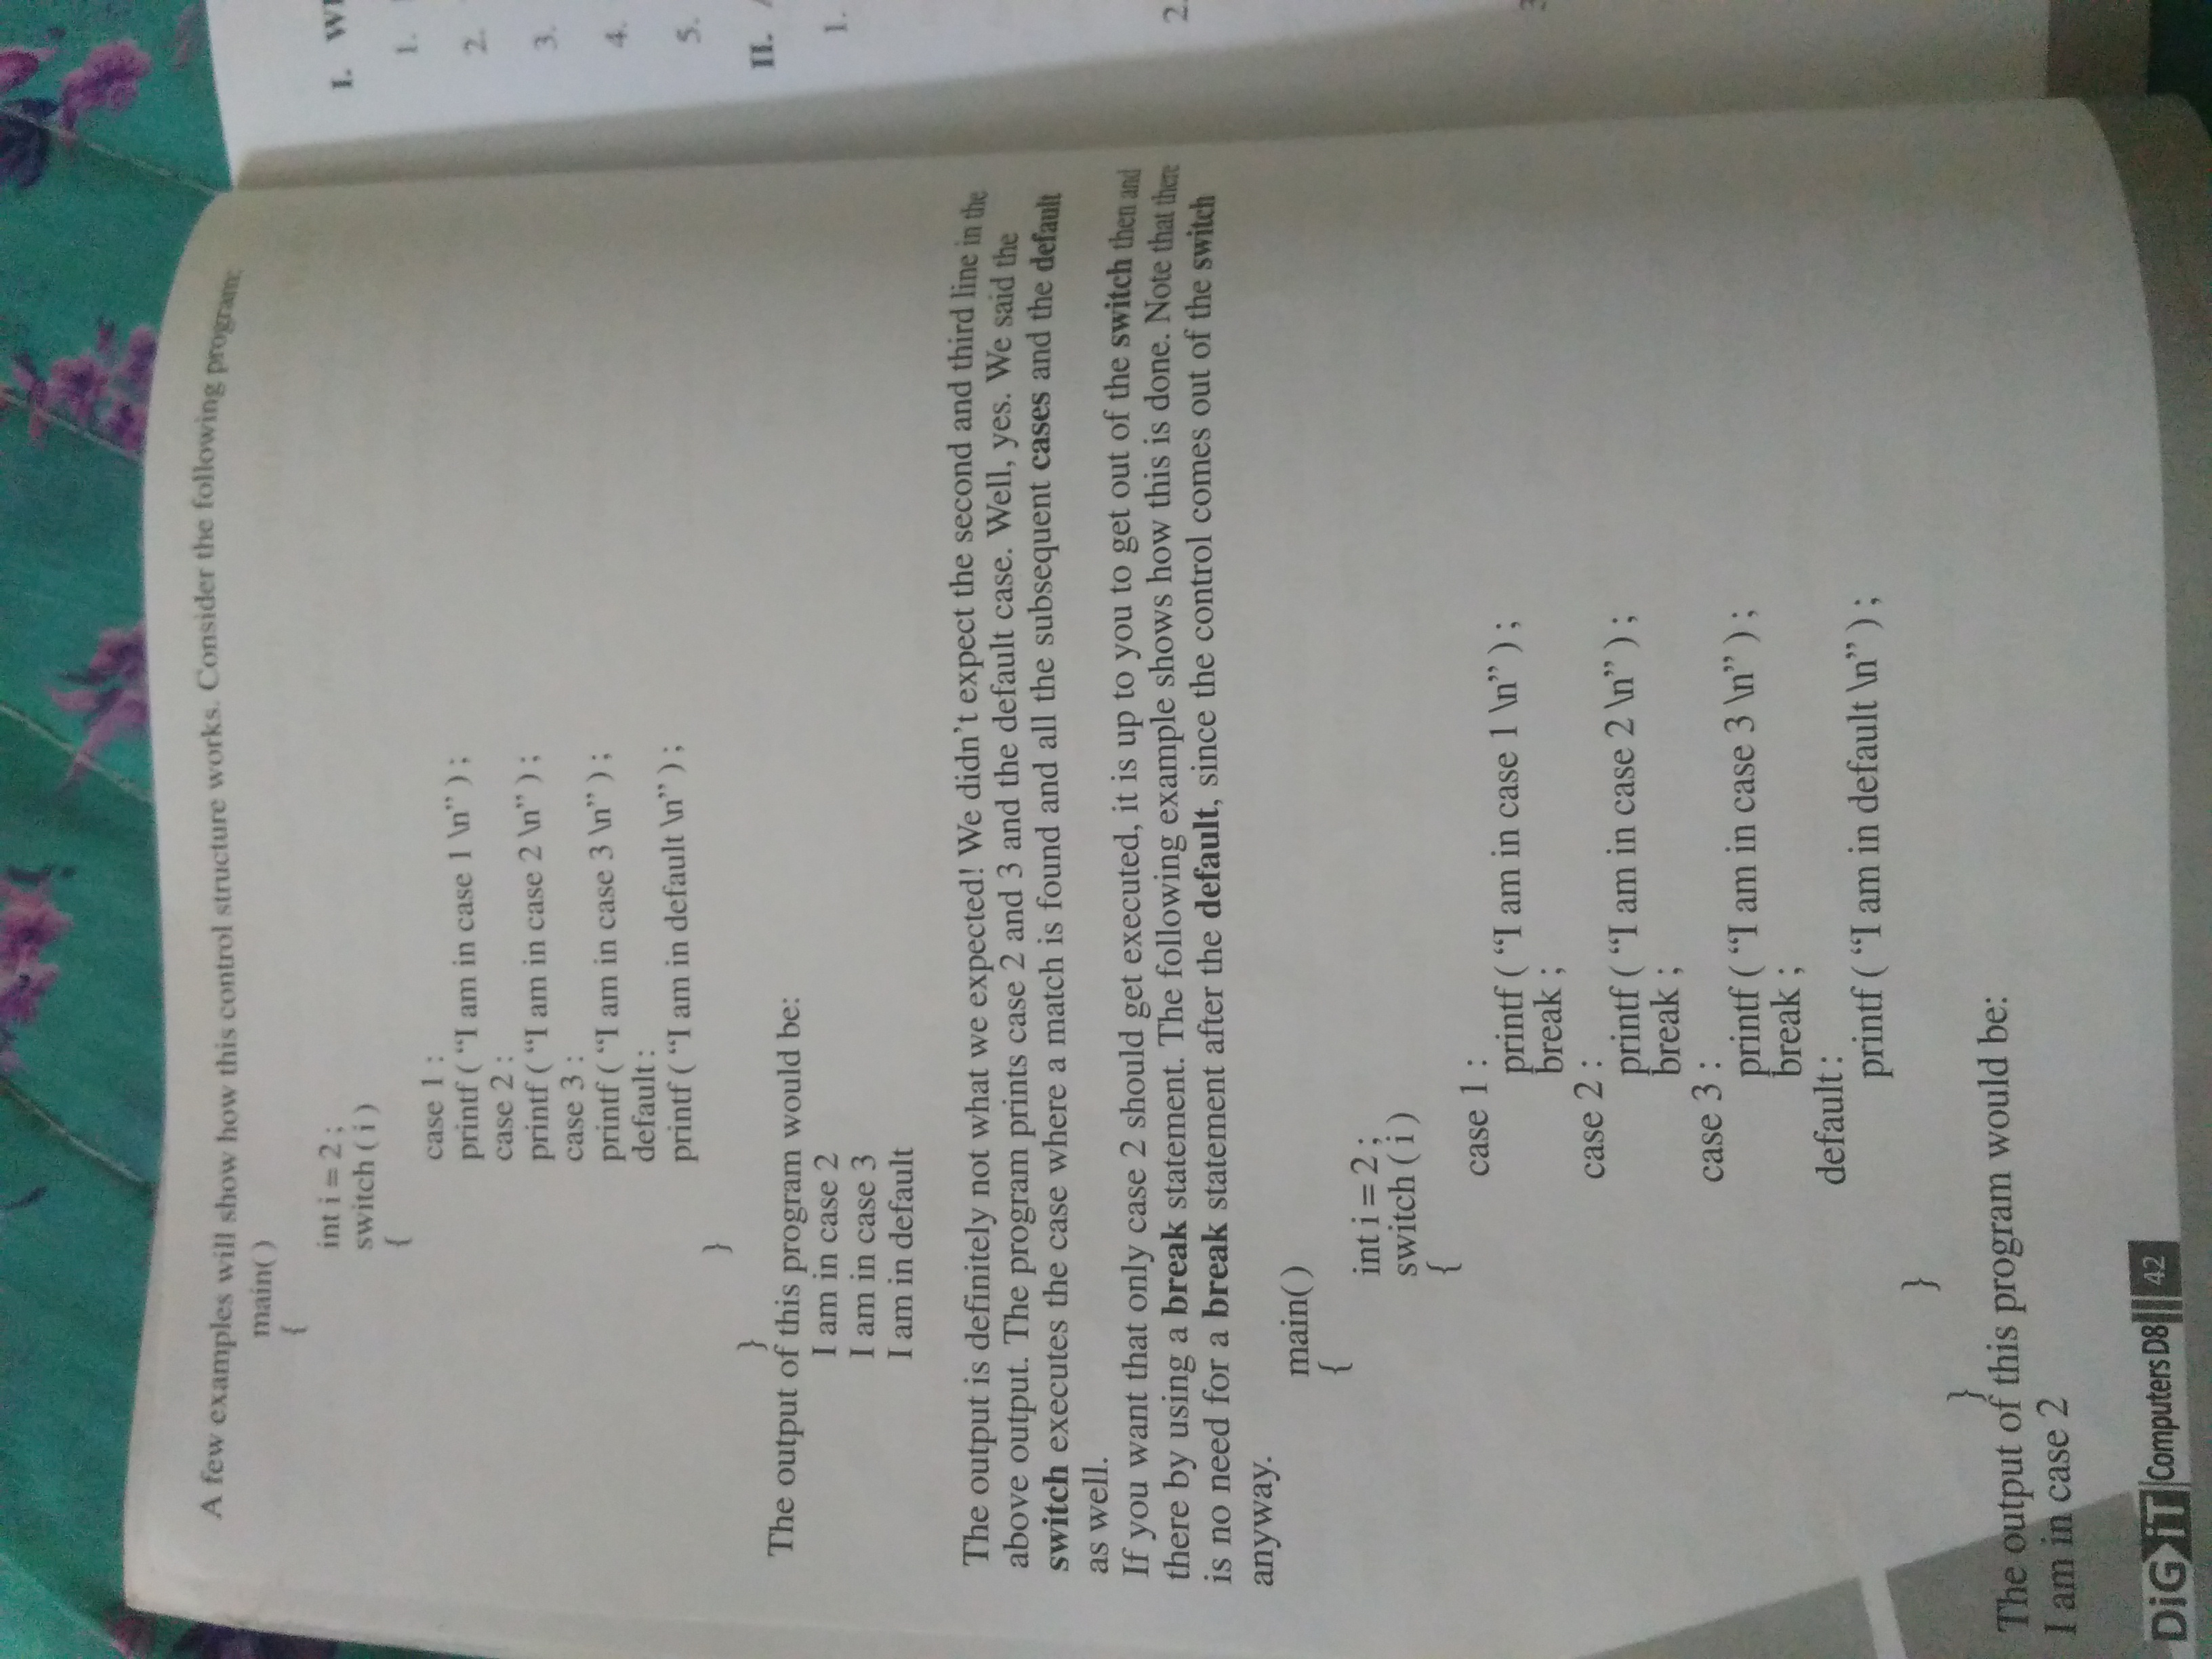 A few examples will show how this control structure works. Consider the following program:
main()
{
int i = 2 ;
switch ( i )
{
case 1 :
printf ( “I am in case 1 \n” ) ;
case 2 :
printf ( “I am in case 2 \n” ) ;
case 3 :
printf ( “I am in case 3 \n” ) ;
default :
printf ( “I am in default \n” ) ;
}
}
The output of this program would be:
I am in case 2
I am in case 3
I am in default
The output is definitely not what we expected! We didn’t expect the second and third line in the
above output. The program prints case 2 and 3 and the default case. Well, yes. We said the
switch executes the case where a match is found and all the subsequent cases and the default
as well.
If you want that only case 2 should get executed, it is up to you to get out of the switch then and
there by using a break statement. The following example shows how this is done. Note that there
is no need for a break statement after the default, since the control comes out of the switch
anyway.
main()
{
int i = 2 ;
switch ( i )
{
case 1 :
printf ( “I am in case 1 \n” ) ;
break ;
case 2 :
printf ( “I am in case 2 \n” ) ;
break ;
case 3 :
printf ( “I am in case 3 \n” ) ;
break ;
default :
printf ( “I am in default \n” ) ;
}
}
The output of this program would be:
I am in case 2
DiGiT Computers D8 42
I.
1.
2.
3.
4.
5.
II.
1.
2.